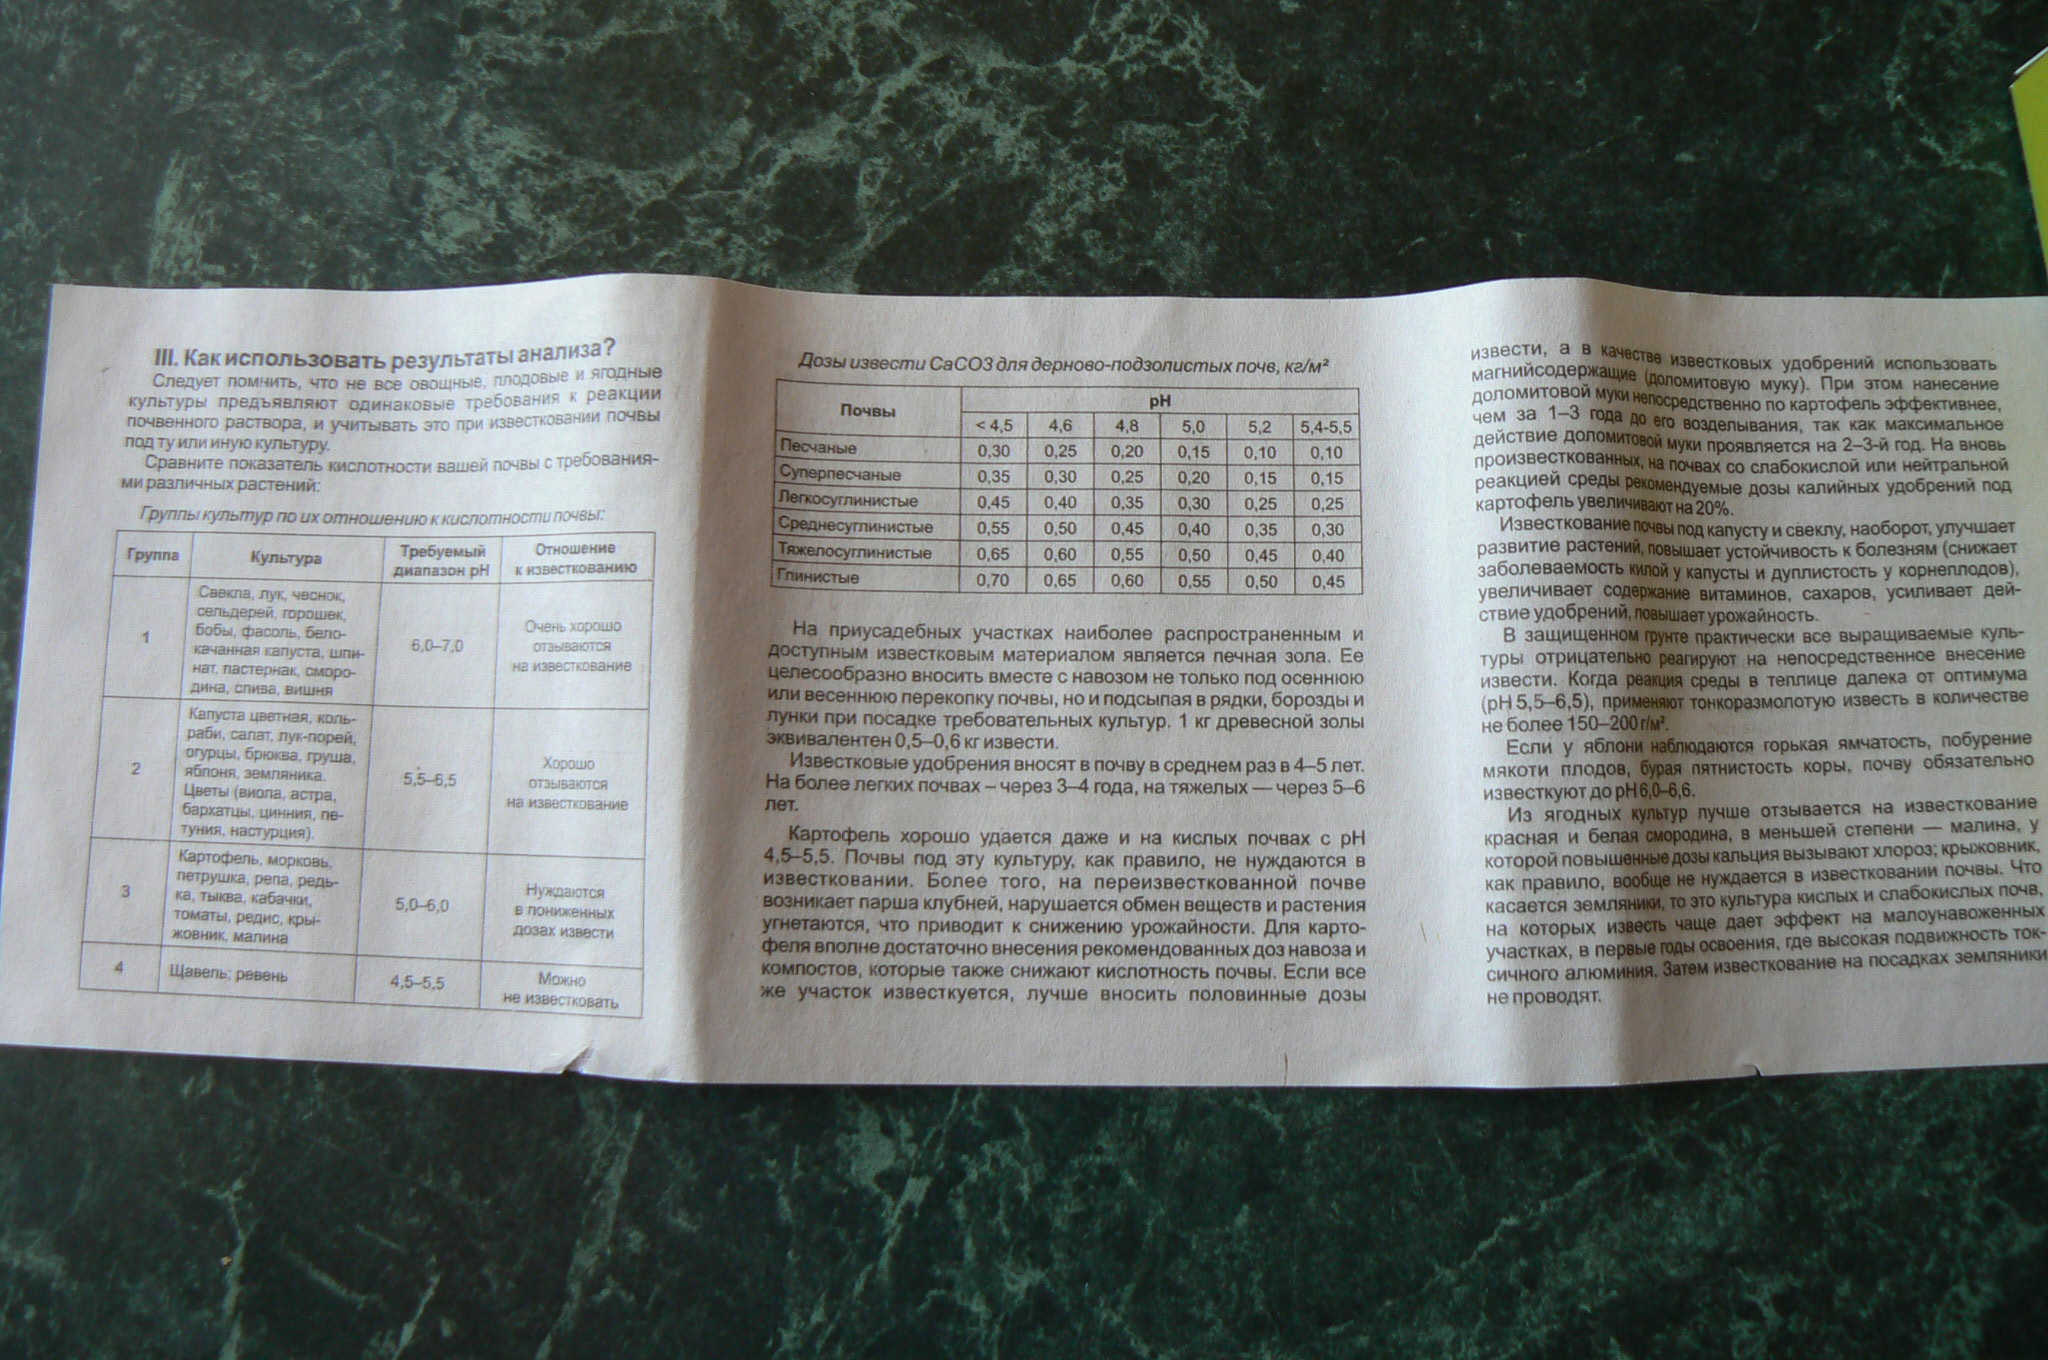 III. Как использовать результаты анализа?
Следует помнить, что не все овощные, плодовые и ягодные
культуры предъявляют одинаковые требования к реакции
почвенного раствора, и учитывать это при известковании почвы
под ту или иную культуру.
Сравните показатель кислотности вашей почвы с требования-
ми различных растений:
Группы культур по их отношению к кислотности почвы:
Группа Культура Требуемый диапазон pH Отношение к известкованию
1
Свекла, лук, чеснок,
сельдерей, горошек,
бобы, фасоль, бело-
качанная капуста, шпи-
нат, пастернак, сморо-
дина, слива, вишня
6,0–7,0
Очень хорошо
отзываются
на известкование
2
Капуста цветная, коль-
раби, салат, лук-порей,
огурцы, брюква, груша,
яблоня, земляника.
Цветы (виола, астра,
бархатцы, цинния, пе-
туния, настурция).
5,5–6,5
Хорошо
отзываются
на известкование
3
Картофель, морковь,
петрушка, репа, редь-
ка, тыква, кабачки,
томаты, редис, кры-
жовник, малина
5,0–6,0
Нуждаются
в пониженных
дозах извести
4
Щавель; ревень
4,5–5,5
Можно
не известковать
Дозы извести CaCO3 для дерново-подзолистых почв, кг/м²
Почвы pH
< 4,5 4,6 4,8 5,0 5,2 5,4-5,5
Песчаные 0,30 0,25 0,20 0,15 0,10 0,10
Суперпесчаные 0,35 0,30 0,25 0,20 0,15 0,15
Легкосуглинистые 0,45 0,40 0,35 0,30 0,25 0,25
Среднесуглинистые 0,55 0,50 0,45 0,40 0,35 0,30
Тяжелосуглинистые 0,65 0,60 0,55 0,50 0,45 0,40
Глинистые 0,70 0,65 0,60 0,55 0,50 0,45
На приусадебных участках наиболее распространенным и
доступным известковым материалом является печная зола. Ее
целесообразно вносить вместе с навозом не только под осеннюю
или весеннюю перекопку почвы, но и подсыпая в рядки, борозды и
лунки при посадке требовательных культур. 1 кг древесной золы
эквивалентен 0,5–0,6 кг извести.
Известковые удобрения вносят в почву в среднем раз в 4–5 лет.
На более легких почвах – через 3–4 года, на тяжелых — через 5–6
лет.
Картофель хорошо удается даже и на кислых почвах с pH
4,5–5,5. Почвы под эту культуру, как правило, не нуждаются в
известковании. Более того, на переизвесткованной почве
возникает парша клубней, нарушается обмен веществ и растения
угнетаются, что приводит к снижению урожайности. Для карто-
феля вполне достаточно внесения рекомендованных доз навоза и
компостов, которые также снижают кислотность почвы. Если все
же участок известкуется, лучше вносить половинные дозы
извести, а в качестве известковых удобрений использовать
магнийсодержащие (доломитовую муку). При этом нанесение
доломитовой муки непосредственно по картофель эффективнее,
чем за 1–3 года до его возделывания, так как максимальное
действие доломитовой муки проявляется на 2–3-й год. На вновь
произвесткованных, на почвах со слабокислой или нейтральной
реакцией среды рекомендуемые дозы калийных удобрений под
картофель увеличивают на 20%.
Известкование почвы под капусту и свеклу, наоборот, улучшает
развитие растений, повышает устойчивость к болезням (снижает
заболеваемость килой у капусты и дуплистость у корнеплодов),
увеличивает содержание витаминов, сахаров, усиливает дей-
ствие удобрений, повышает урожайность.
В защищенном грунте практически все выращиваемые куль-
туры отрицательно реагируют на непосредственное внесение
извести. Когда реакция среды в теплице далека от оптимума
(pH 5,5–6,5), применяют тонкоразмолотую известь в количестве
не более 150–200 г/м².
Если у яблони наблюдаются горькая ямчатость, побурение
мякоти плодов, бурая пятнистость коры, почву обязательно
известкуют до pH 6,0–6,6.
Из ягодных культур лучше отзывается на известкование
красная и белая смородина, в меньшей степени — малина, у
которой повышенные дозы кальция вызывают хлороз; крыжовник,
как правило, вообще не нуждается в известковании почвы. Что
касается земляники, то это культура кислых и слабокислых почв,
на которых известь чаще дает эффект на малоунавоженных
участках, в первые годы освоения, где высокая подвижность ток-
сичного алюминия. Затем известкование на посадках земляники
не проводят.